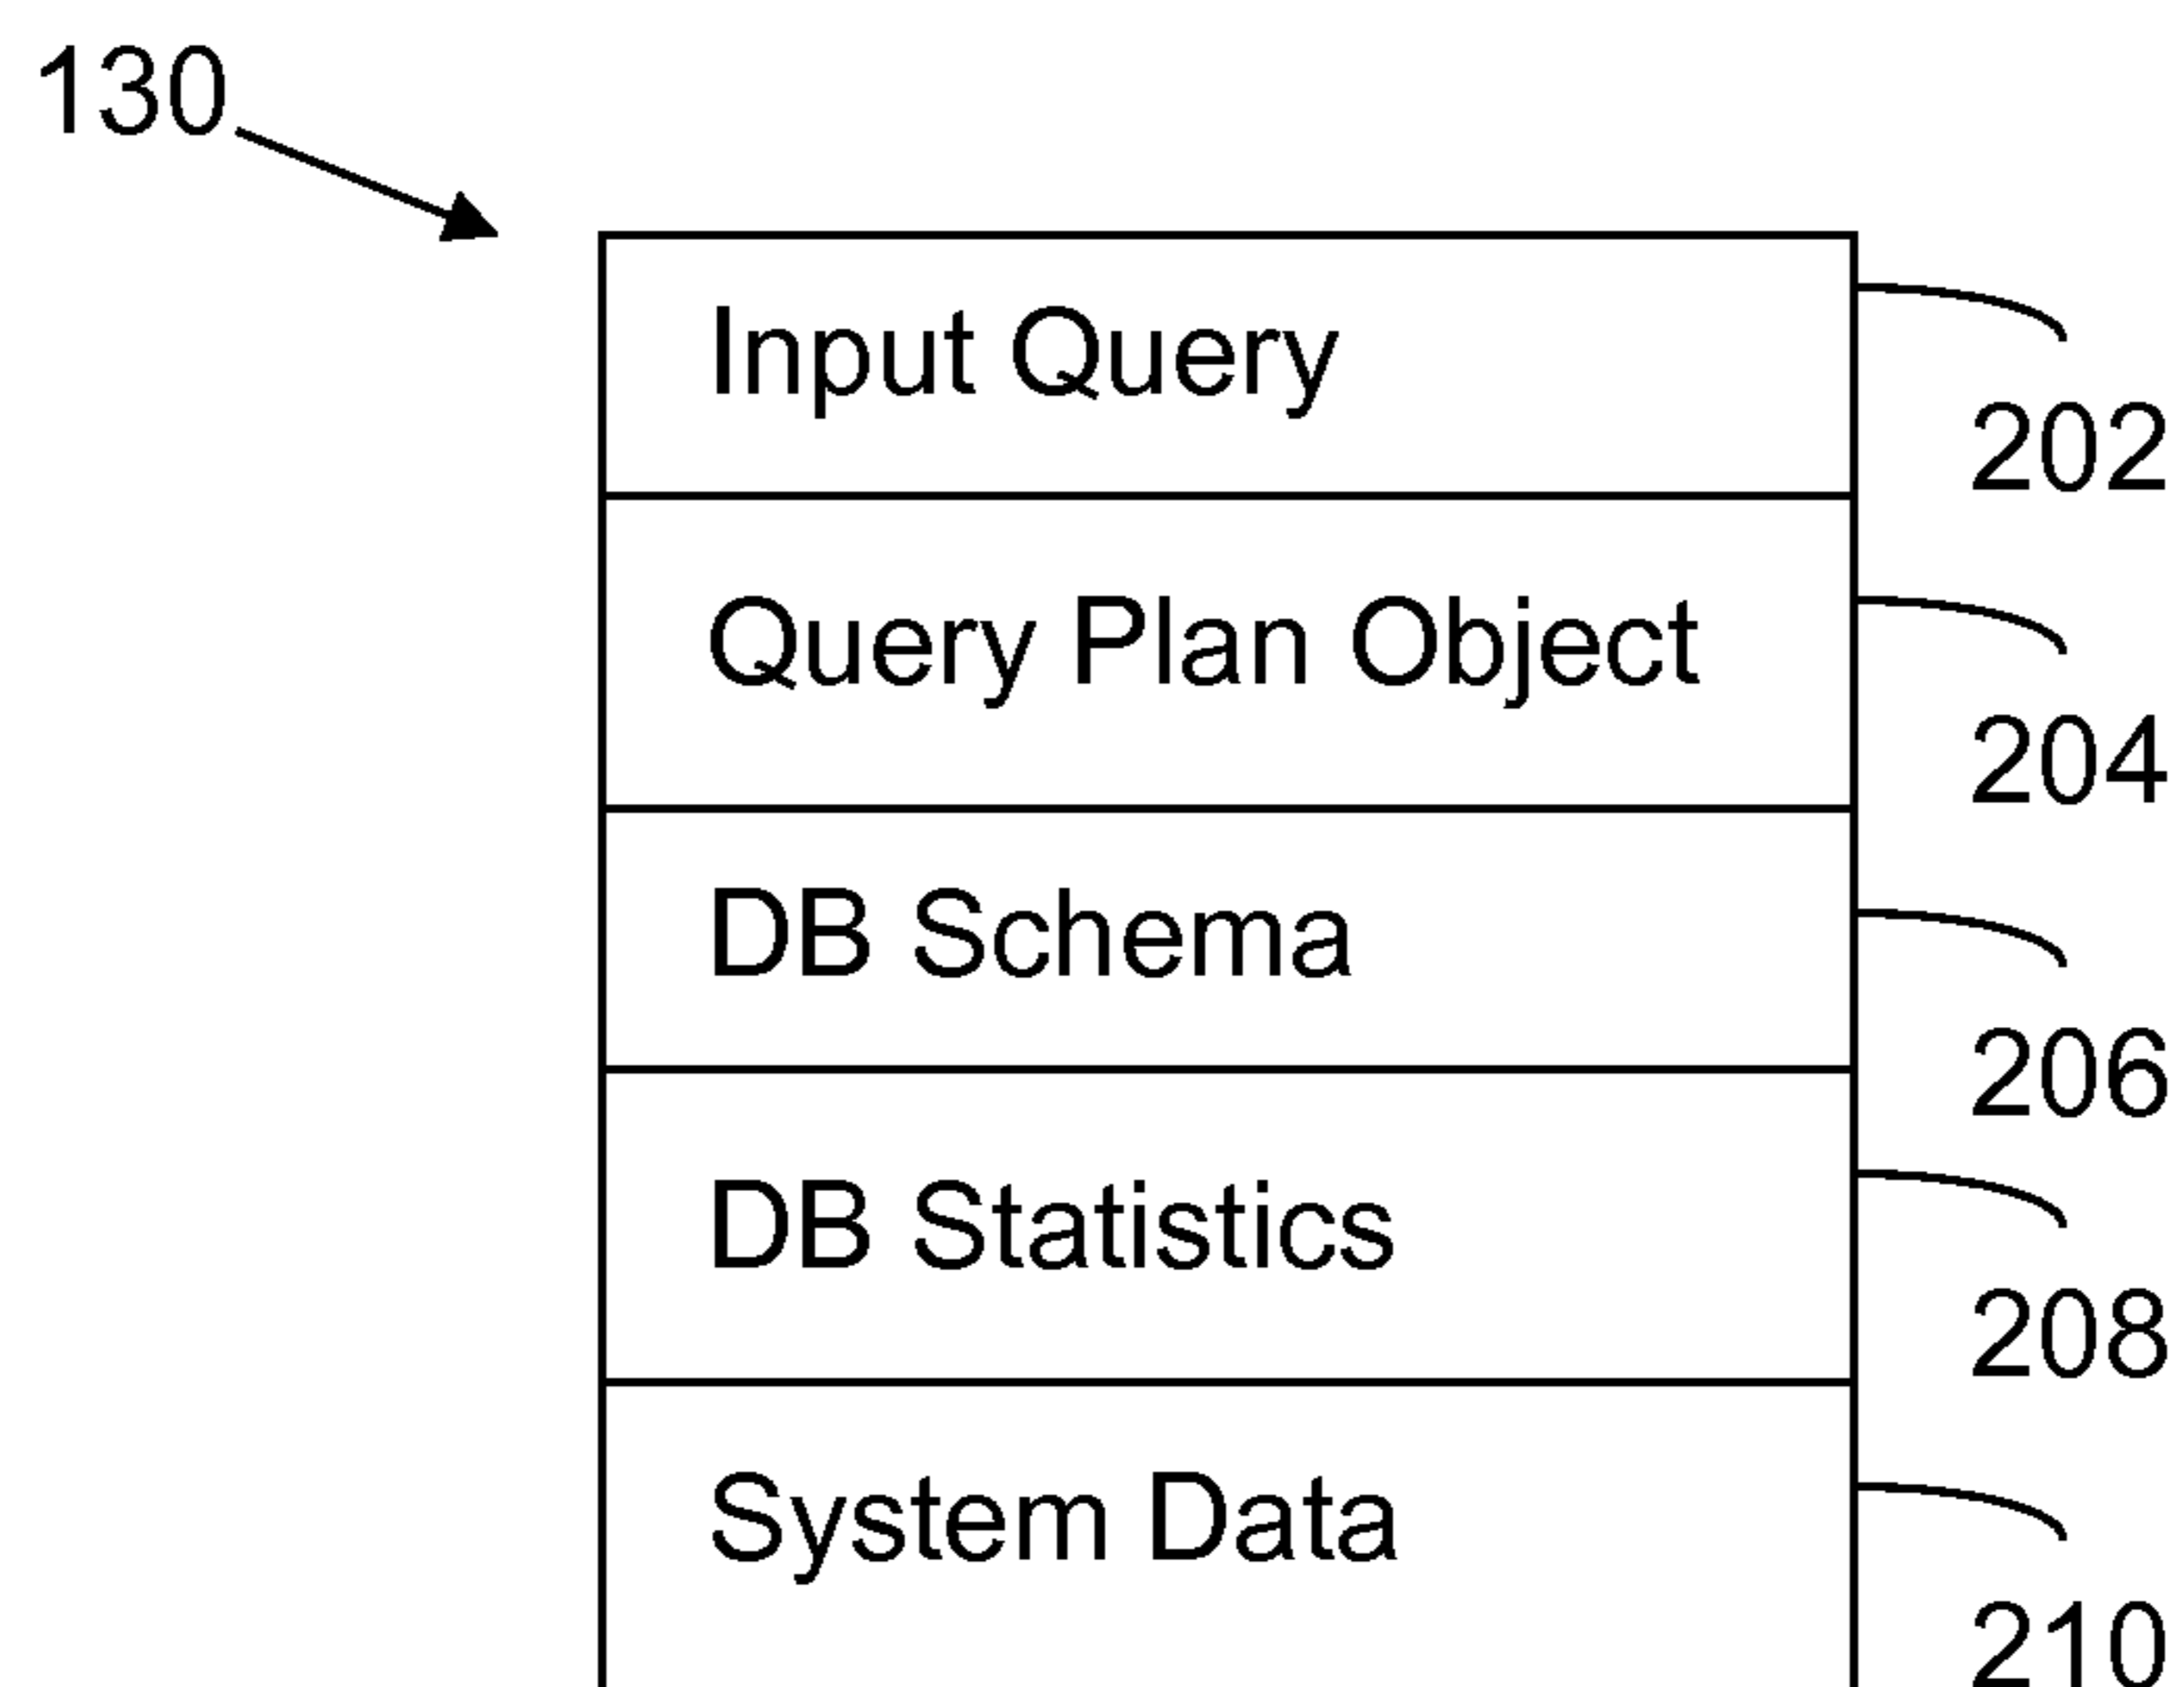 130
Input Query
202
Query Plan Object
204
DB Schema
206
DB Statistics
208
System Data
210